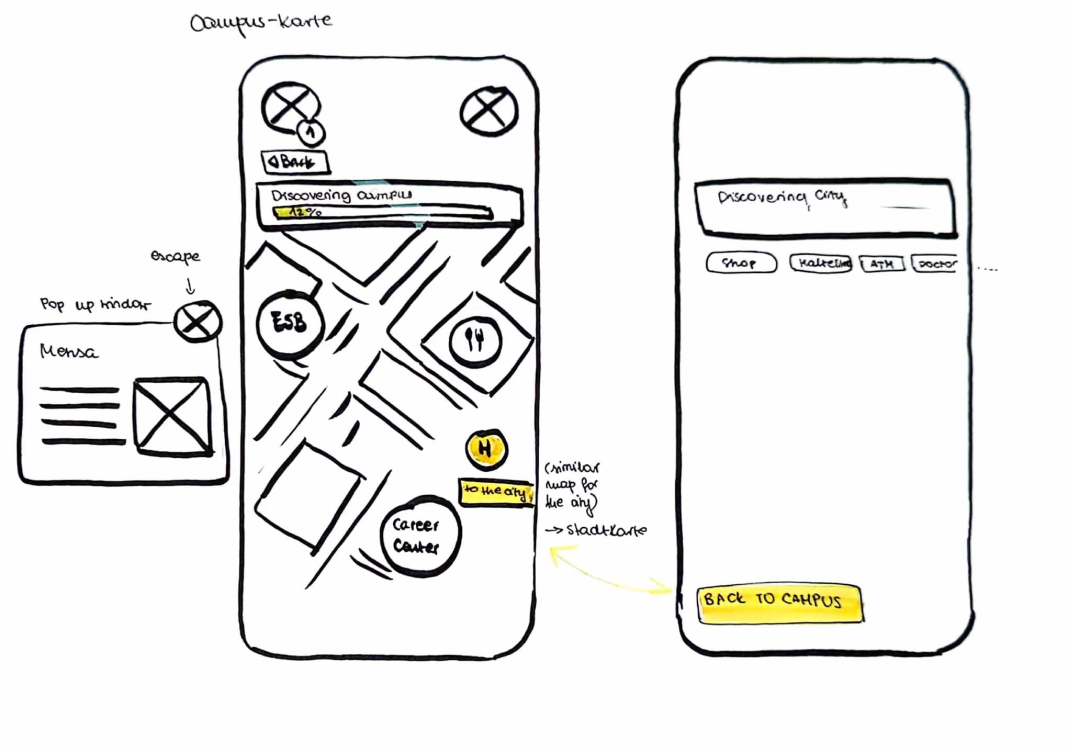 Campus-Karte
1
Back
Discovering campus
12%
escape
Pop up window
Mensa
ESB
H
to the city
Career
Center
(similar
map for
the city)
→ Stadtkarte
Discovering City
Shop
ATM
Doctor
....
BACK TO CAMPUS